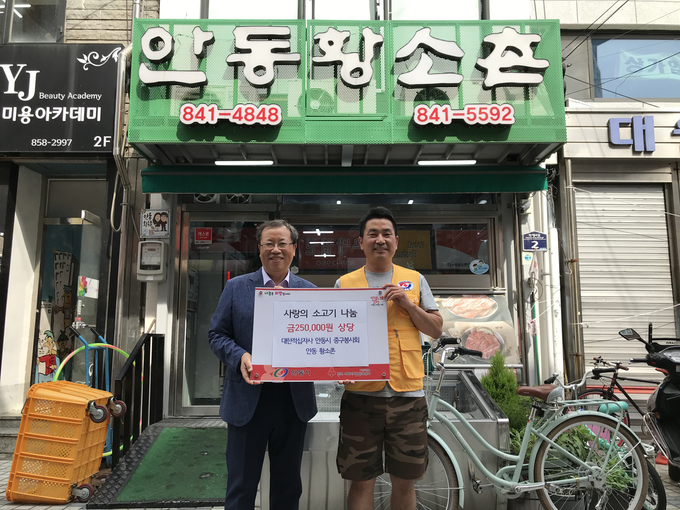 안동황소촌
841-4848
841-5592
YJ
Beauty Academy
미용아카데미
858-2997
2F
대
2
사랑의 소고기 나눔
금250,000원 상당
대한적십자사 안동시 중구봉사회
안동 황소촌